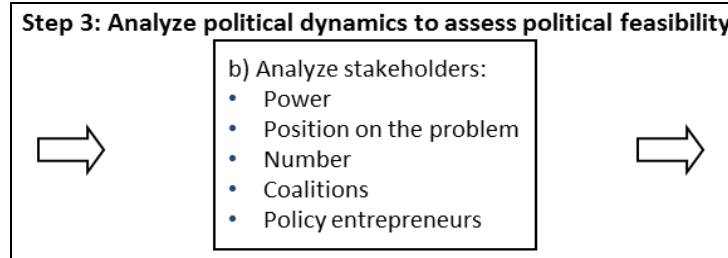 Step 3: Analyze political dynamics to assess political feasibility
b) Analyze stakeholders:
• Power
• Position on the problem
• Number
• Coalitions
• Policy entrepreneurs